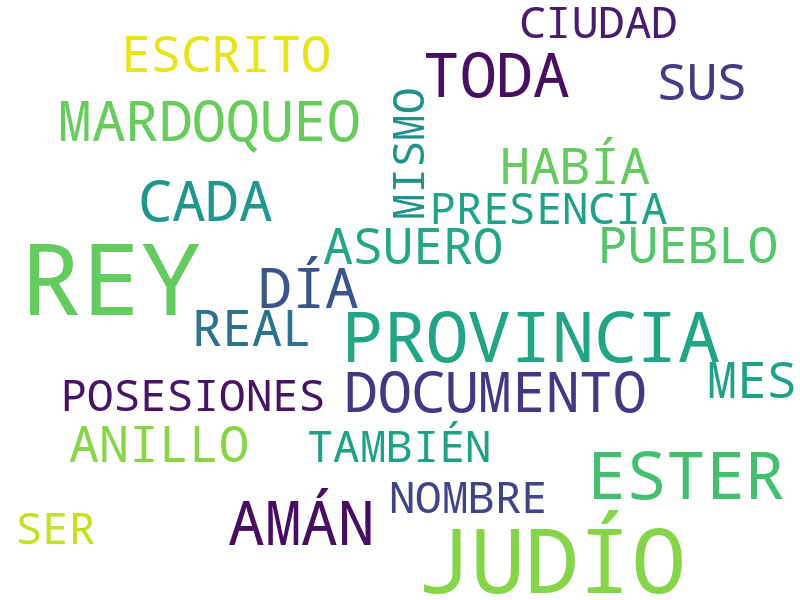 CIUDAD
ESCRITO
TODA
SUS
MARDOQUEO
MISMO
HABÍA
CADA
PRESENCIA
ASUERO
PUEBLO
REY
DÍA
REAL
PROVINCIA
MES
POSESIONES
DOCUMENTO
ANILLO
TAMBIÉN
ESTER
NOMBRE
SER
AMÁN
JUDÍO